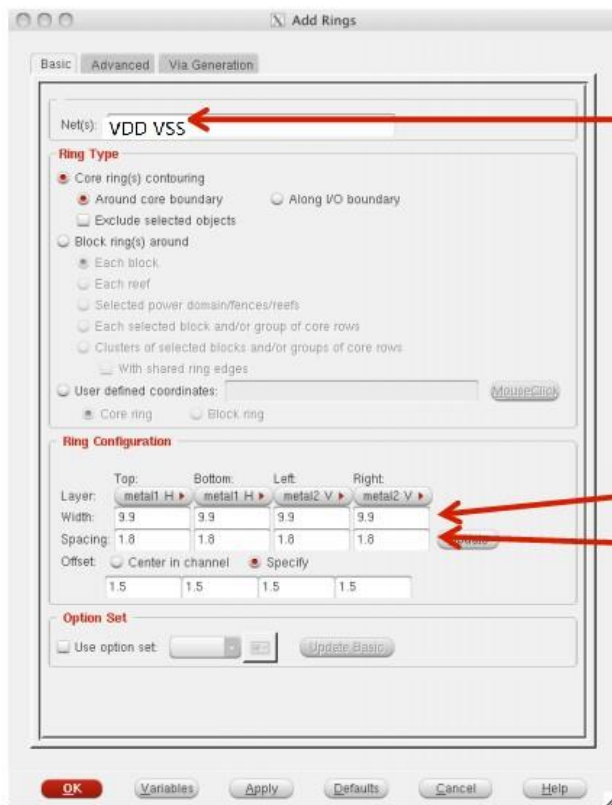 Add Rings
Basic Advanced Via Generation
Net(s): VDD VSS
Ring Type
Core ring(s) contouring
Around core boundary Along I/O boundary
Exclude selected objects
Block ring(s) around
Each block
Each reef
Selected power domain/fences/reefs
Each selected block and/or group of core rows
Clusters of selected blocks and/or groups of core rows
With shared ring edges
User defined coordinates: MouseClick
Core ring Block ring
Ring Configuration
Top: Bottom: Left: Right:
Layer: metal1 H metal1 H metal2 V metal2 V
Width: 9.9 9.9 9.9 9.9
Spacing: 1.8 1.8 1.8 1.8
Offset: Center in channel Specify
1.5 1.5 1.5 1.5
Option Set
Use option set: Update Basic
OK Variables Apply Defaults Cancel Help